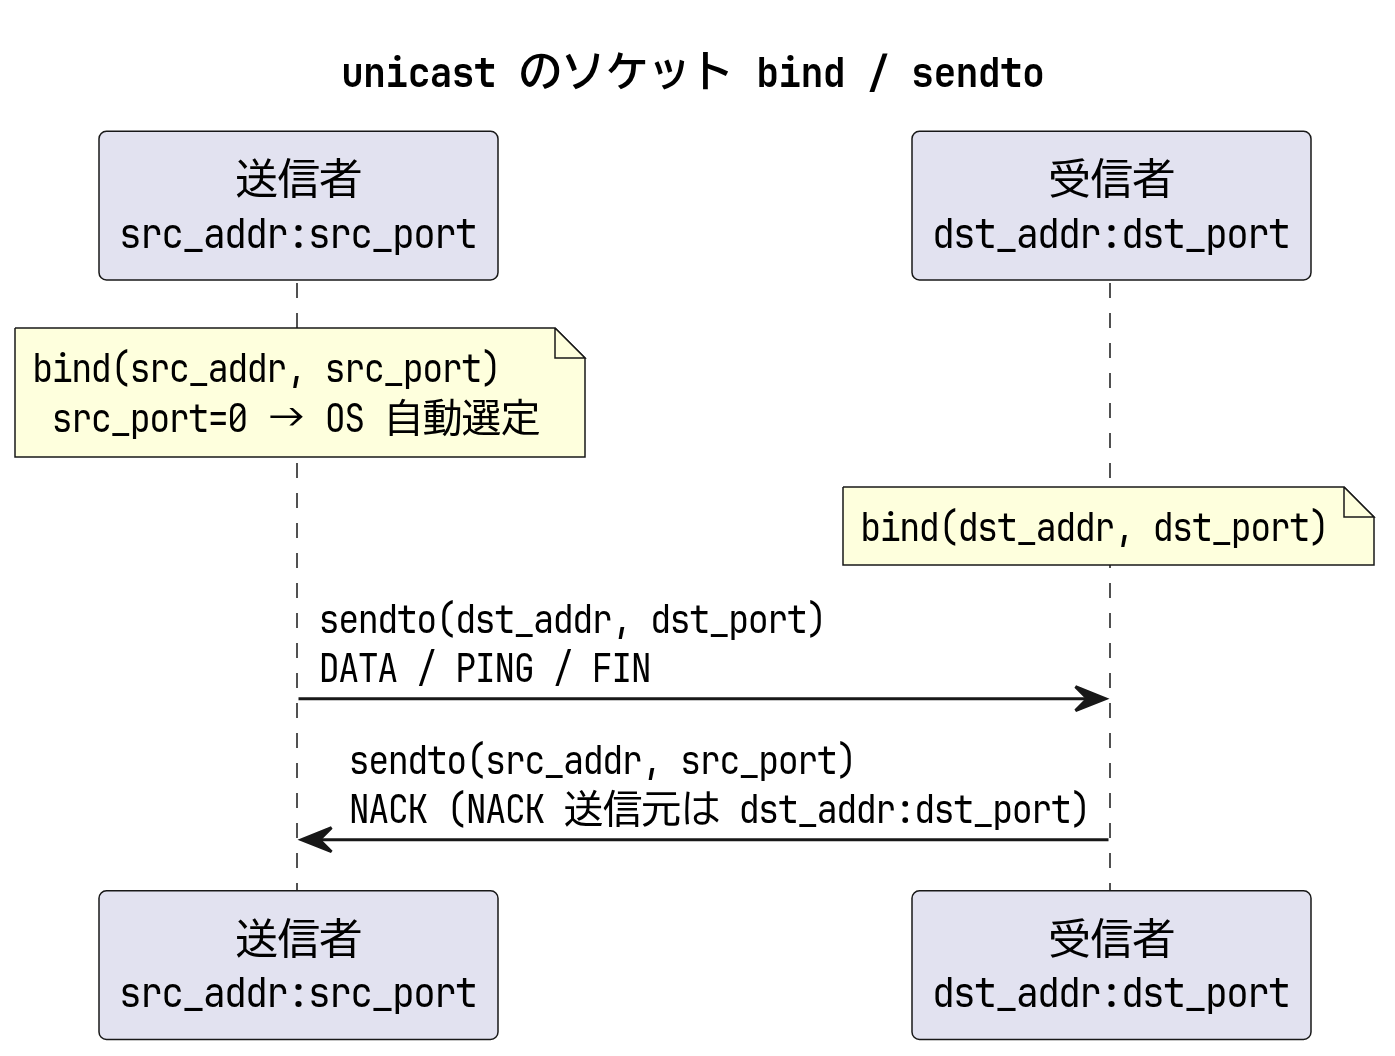 unicast のソケット bind / sendto
送信者
src_addr:src_port
受信者
dst_addr:dst_port
bind(src_addr, src_port)
src_port=0 → OS 自動選定
bind(dst_addr, dst_port)
sendto(dst_addr, dst_port)
DATA / PING / FIN
sendto(src_addr, src_port)
NACK (NACK 送信元は dst_addr:dst_port)
送信者
src_addr:src_port
受信者
dst_addr:dst_port